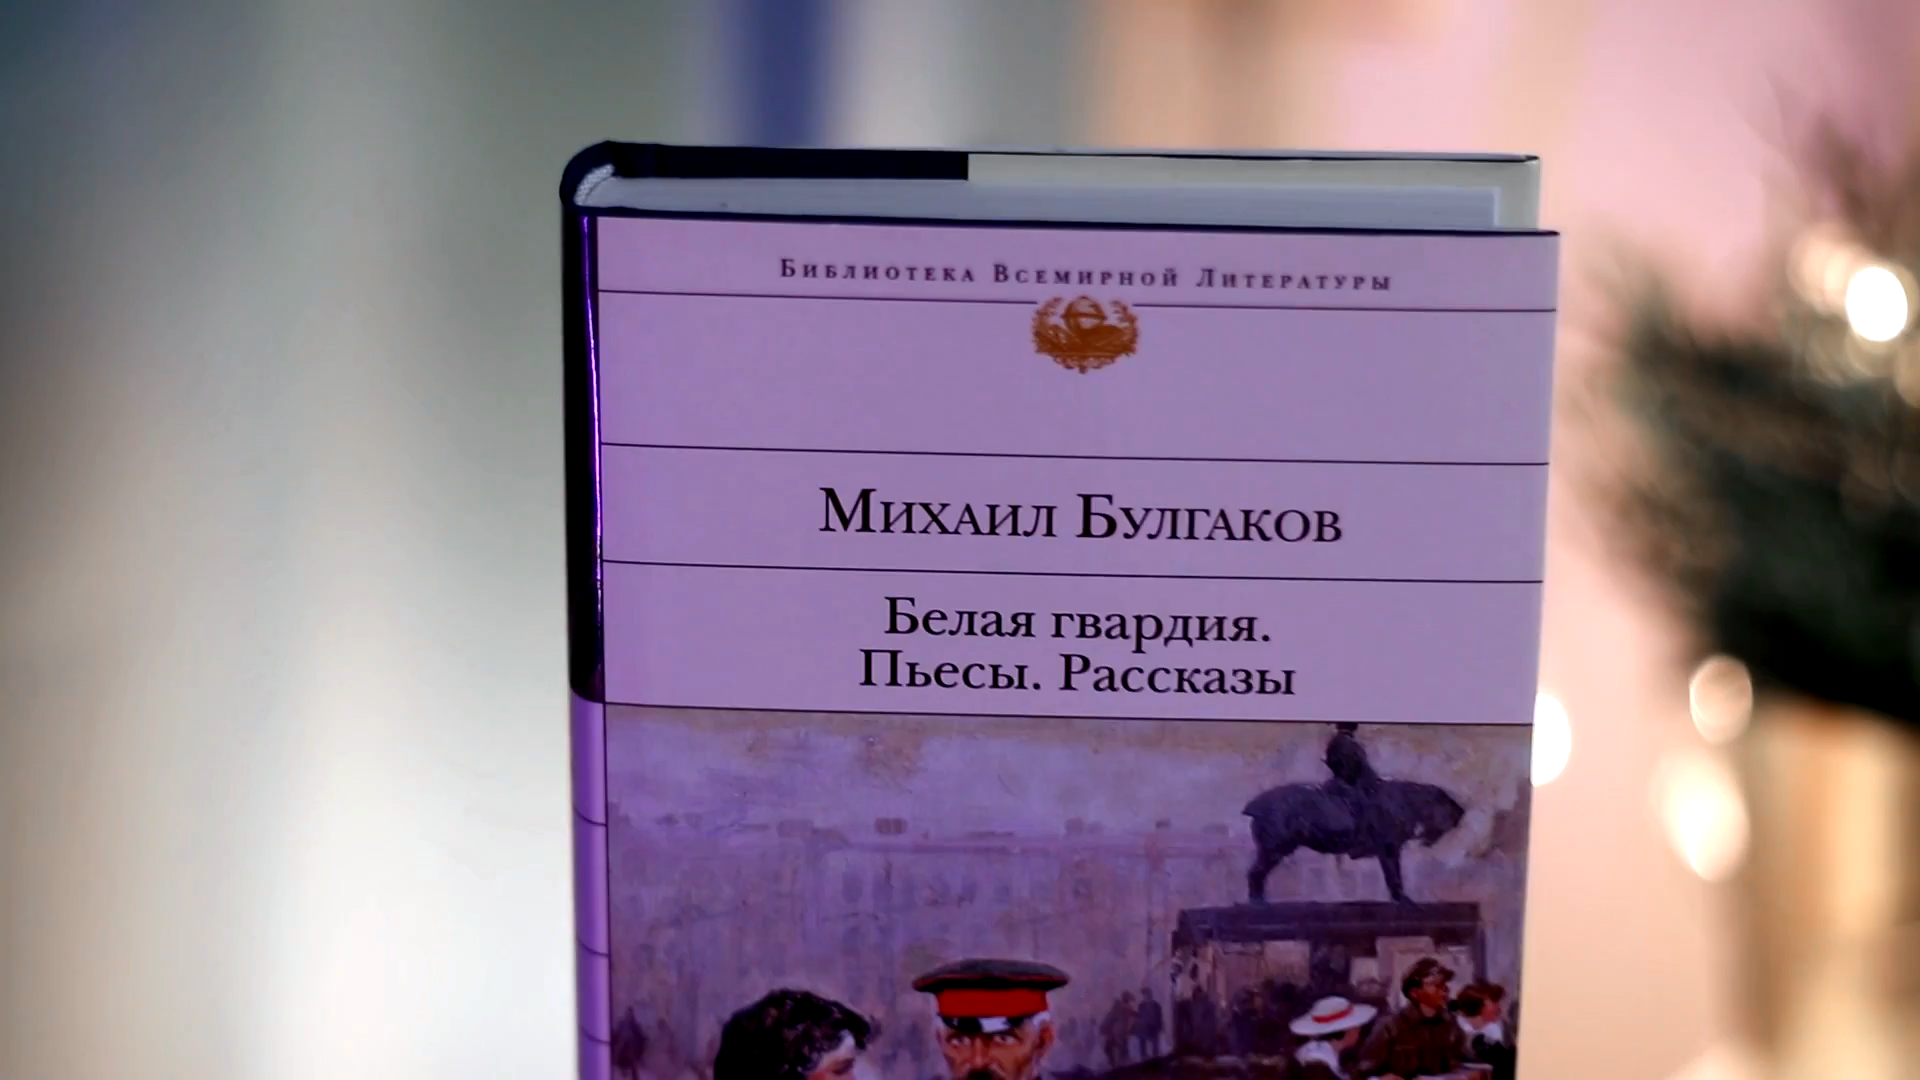 Библиотека Всемирной Литературы
Михаил Булгаков
Белая гвардия.
Пьесы. Рассказы